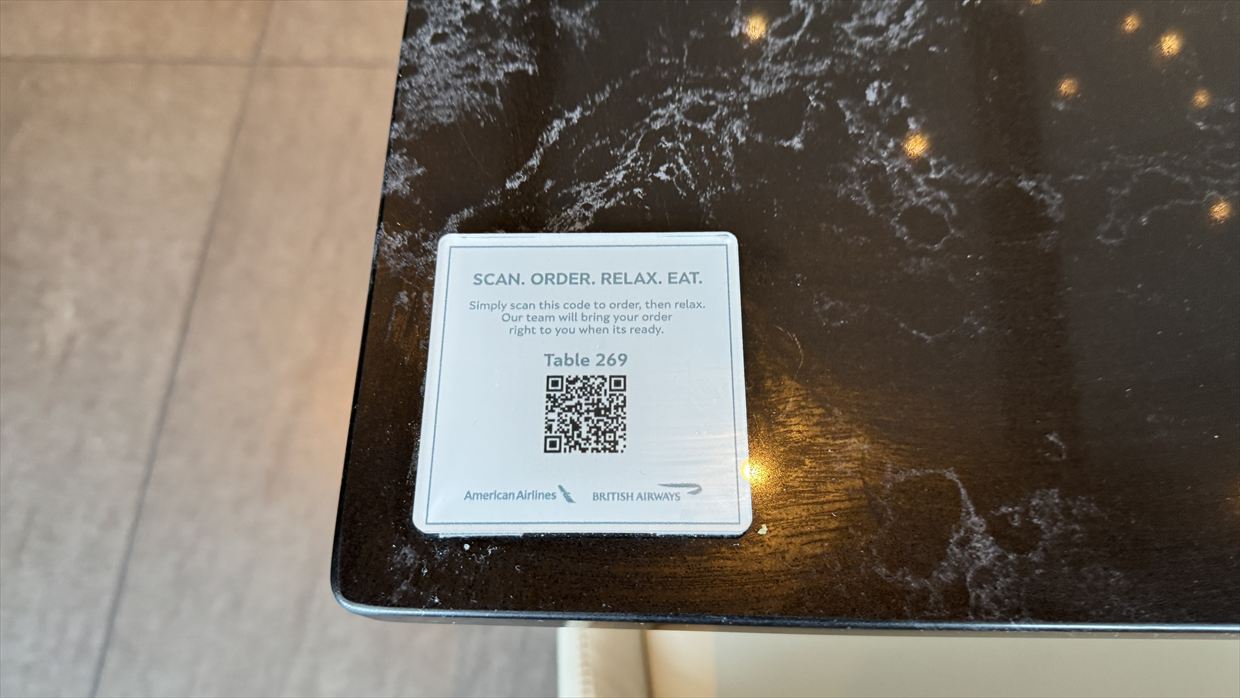 SCAN. ORDER. RELAX. EAT.
Simply scan this code to order, then relax.
Our team will bring your order
right to you when its ready.
Table 269
American Airlines BRITISH AIRWAYS